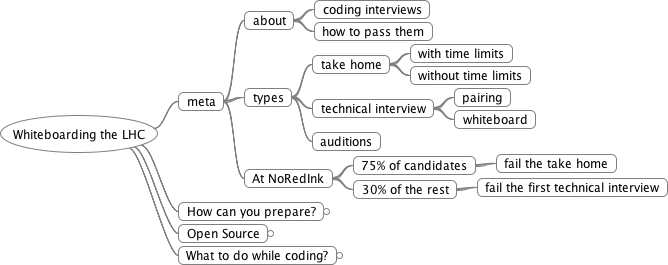 Whiteboarding the LHC
meta
about
coding interviews
how to pass them
types
take home
with time limits
without time limits
technical interview
pairing
whiteboard
auditions
At NoRedInk
75% of candidates
fail the take home
30% of the rest
fail the first technical interview
How can you prepare?
Open Source
What to do while coding?